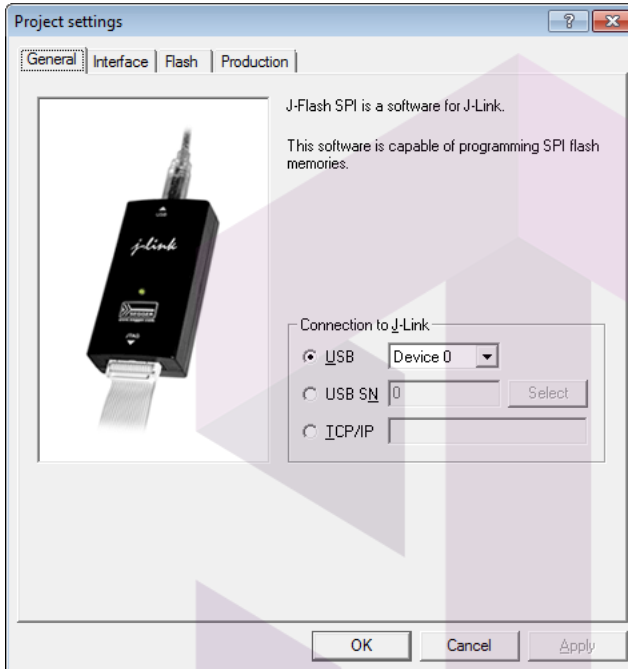 Project settings
General Interface Flash Production
J-Flash SPI is a software for J-Link.
This software is capable of programming SPI flash
memories.
j-link
SEGGER
JTAG
Connection to J-Link
USB Device 0
USB SN 0 Select
TCP/IP
OK Cancel Apply